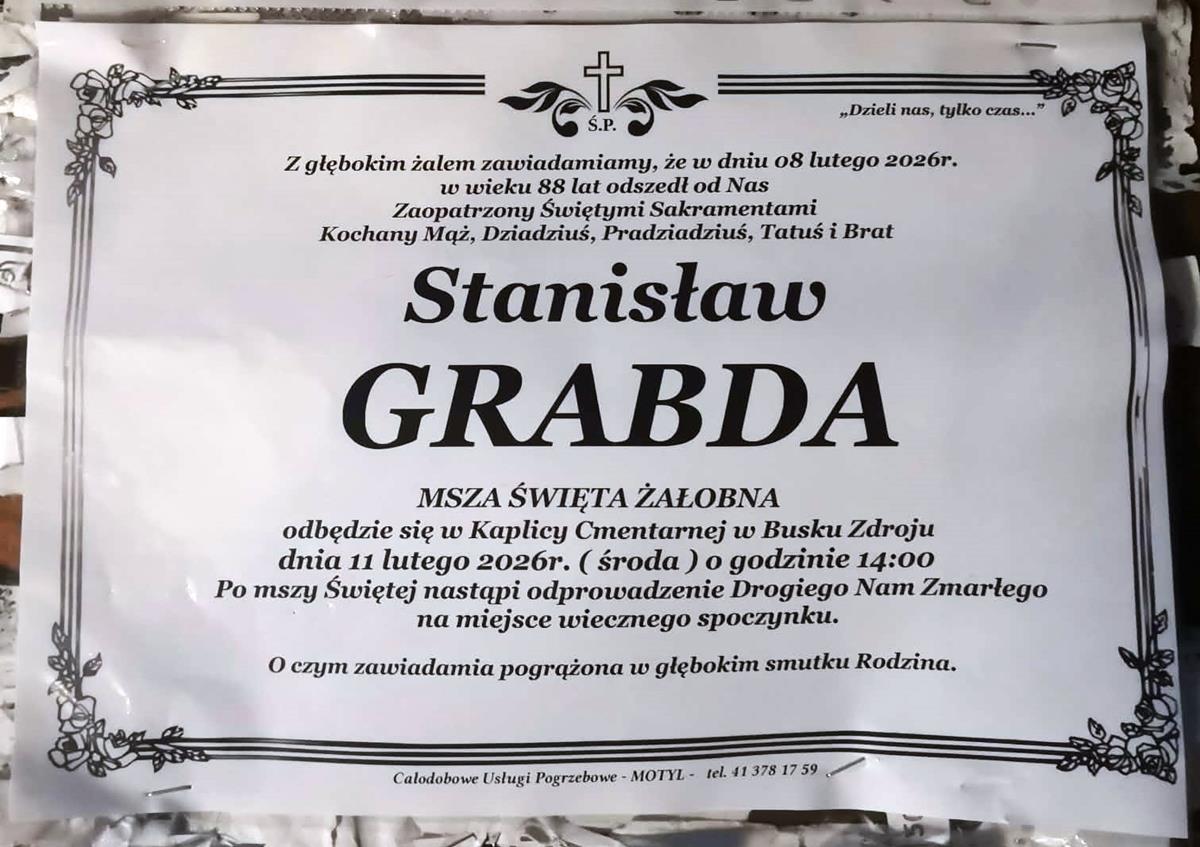 Ś.P.
„Dzieli nas, tylko czas..."
Z głębokim żalem zawiadamiamy, że w dniu 08 lutego 2026r.
w wieku 88 lat odszedł od Nas
Zaopatrzony Świętymi Sakramentami
Kochany Mąż, Dziadziuś, Pradziadziuś, Tatuś i Brat
Stanisław
GRABDA
MSZA ŚWIĘTA ŻAŁOBNA
odbędzie się w Kaplicy Cmentarnej w Busku Zdroju
dnia 11 lutego 2026r. ( środa ) o godzinie 14:00
Po mszy Świętej nastąpi odprowadzenie Drogiego Nam Zmarłego
na miejsce wiecznego spoczynku.
O czym zawiadamia pogrążona w głębokim smutku Rodzina.
Całodobowe Usługi Pogrzebowe - MOTYL - tel. 41 378 17 59